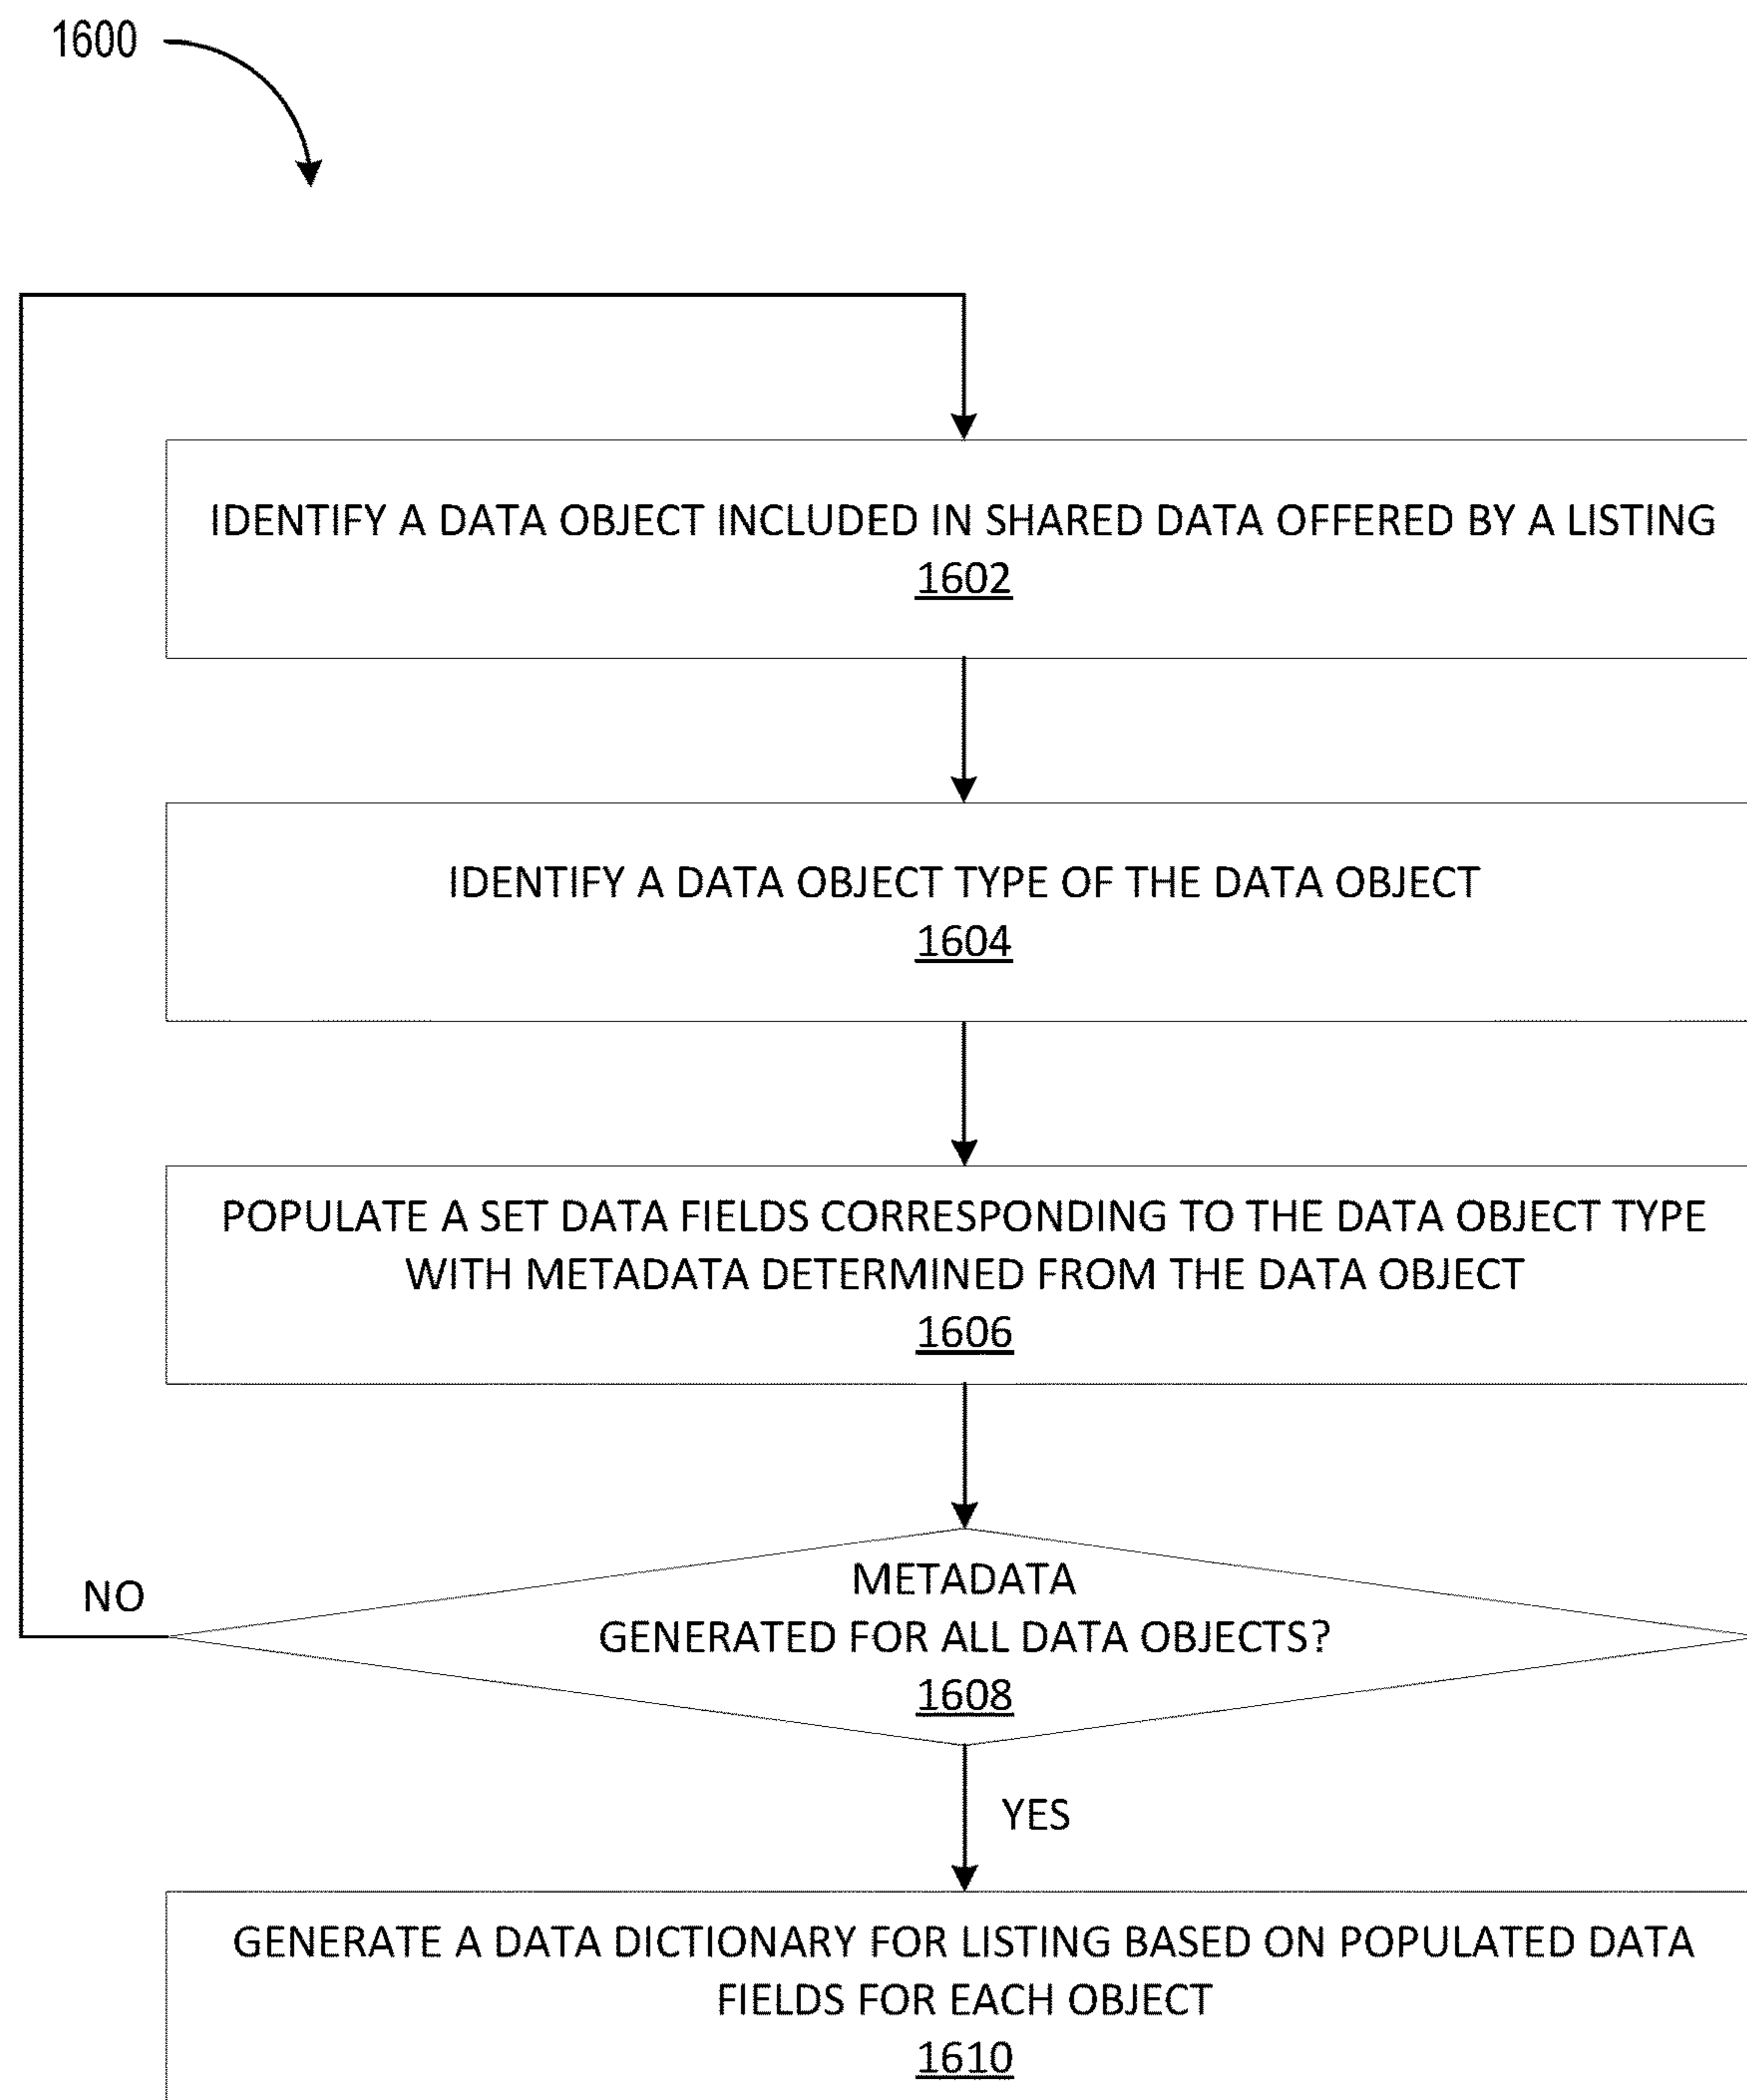 1600
IDENTIFY A DATA OBJECT INCLUDED IN SHARED DATA OFFERED BY A LISTING
1602
IDENTIFY A DATA OBJECT TYPE OF THE DATA OBJECT
1604
POPULATE A SET DATA FIELDS CORRESPONDING TO THE DATA OBJECT TYPE
WITH METADATA DETERMINED FROM THE DATA OBJECT
1606
METADATA
GENERATED FOR ALL DATA OBJECTS?
1608
NO
YES
GENERATE A DATA DICTIONARY FOR LISTING BASED ON POPULATED DATA
FIELDS FOR EACH OBJECT
1610